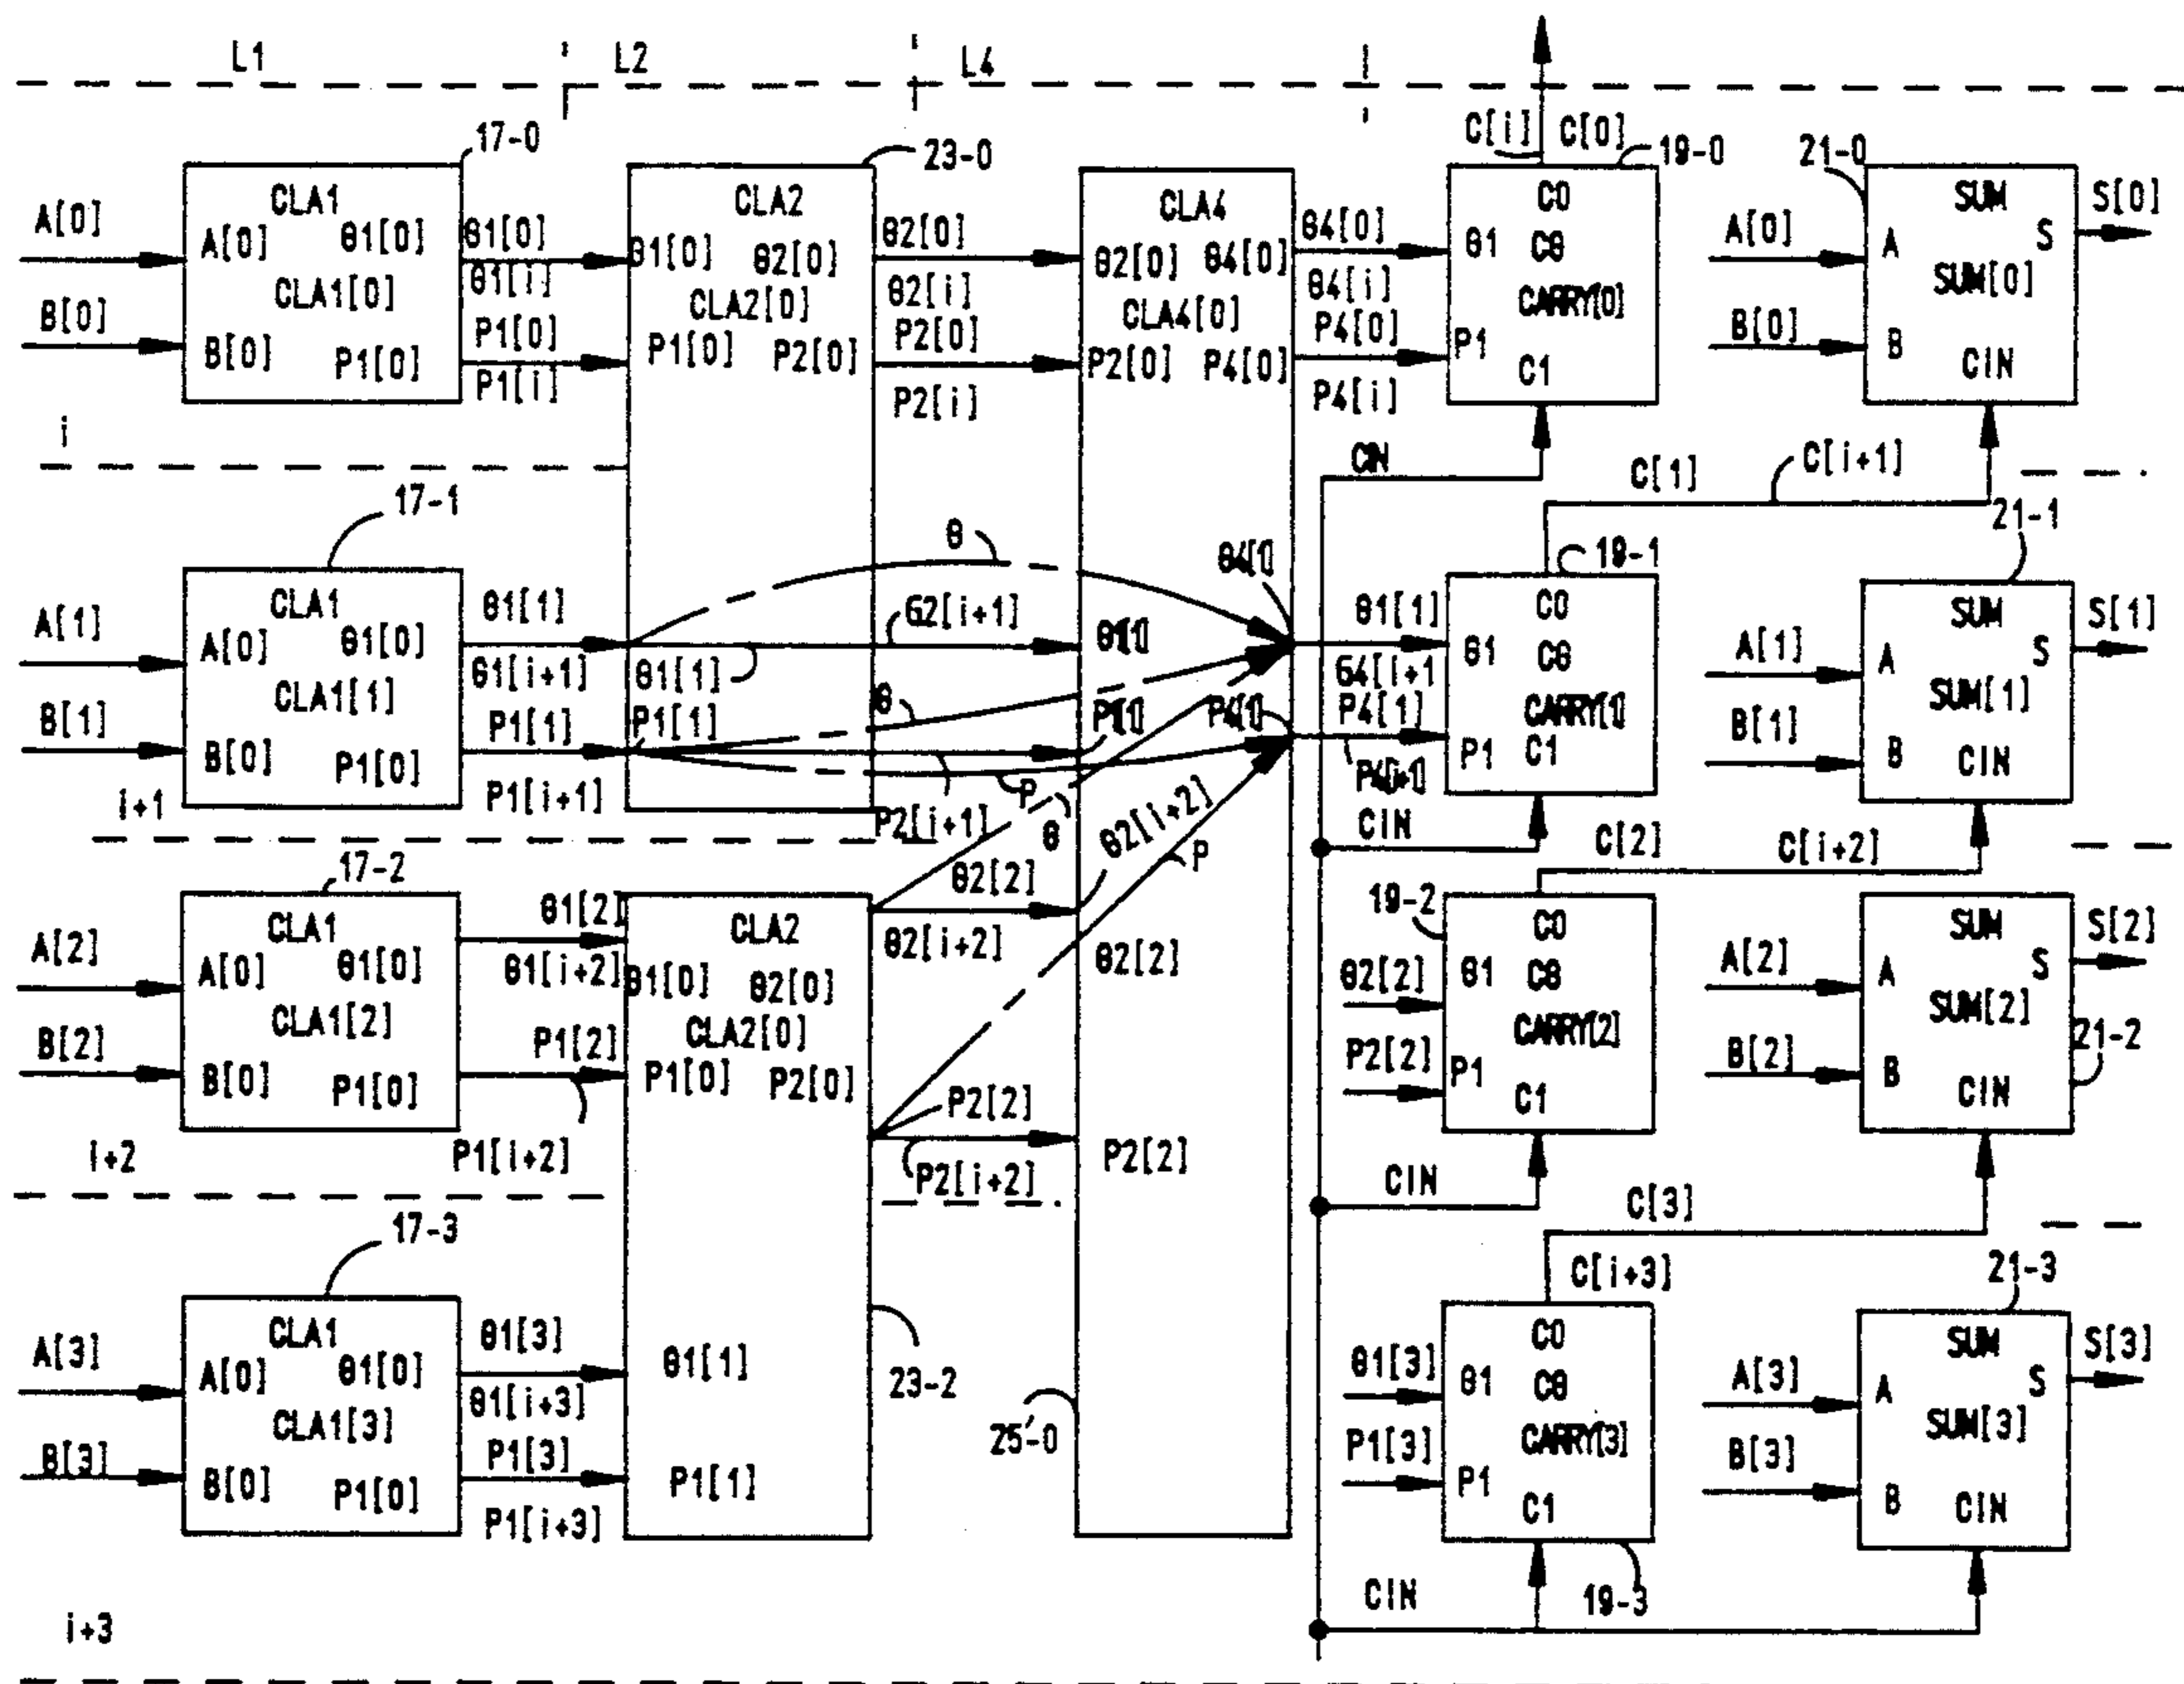 L1 L2 L4
17-0
A[0]
B[0]
CLA1
A[0] G1[0]
CLA1[0]
B[0] P1[0]
G1[0]
G1[i]
P1[0]
P1[i]
23-0
CLA2
G1[0] G2[0]
CLA2[0]
P1[0] P2[0]
G2[0]
G2[i]
P2[0]
P2[i]
CLA4
G2[0] G4[0]
CLA4[0]
P2[0] P4[0]
G4[0]
G4[i]
P4[0]
P4[i]
C[i] C[0]
19-0
C0
G1 CG
CARRY[0]
P1
C1
CIN
21-0
A[0]
B[0]
SUM
A S
SUM[0]
B
CIN
S[0]
i
C[1] C[i+1]
17-1
A[1]
B[1]
CLA1
A[0] G1[0]
CLA1[1]
B[0] P1[0]
G1[1]
G1[i+1]
P1[1]
P1[i+1]
G1[1]
P1[1]
G
G2[i+1]
G
P2[i+1]
P
G
G1[1]
P1[1]
G4[1]
P4[1]
G1[1]
G4[i+1
P4[1]
P4[i+1]
19-1
C0
G1 CG
CARRY[1]
P1 C1
CIN
21-1
A[1]
B[1]
SUM
A S
SUM[1]
B
CIN
S[1]
i+1
C[2] C[i+2]
17-2
A[2]
B[2]
CLA1
A[0] G1[0]
CLA1[2]
B[0] P1[0]
G1[2]
G1[i+2]
P1[2]
P1[i+2]
CLA2
G1[0] G2[0]
CLA2[0]
P1[0] P2[0]
G2[2]
G2[i+2]
G2[i+2]
P
P2[2]
P2[i+2]
G2[2]
P2[2]
19-2
G2[2]
P2[2]
C0
G1 CG
CARRY[2]
P1
C1
CIN
A[2]
B[2]
SUM
A S
SUM[2]
B
CIN
21-2
S[2]
i+2
C[3]
C[i+3]
17-3
A[3]
B[3]
CLA1
A[0] G1[0]
CLA1[3]
B[0] P1[0]
G1[3]
G1[i+3]
P1[3]
P1[i+3]
G1[1]
P1[1]
23-2
25-0
G1[3]
P1[3]
C0
G1 CG
CARRY[3]
P1
C1
CIN
19-3
21-3
A[3]
B[3]
SUM
A S
SUM[3]
B
CIN
S[3]
i+3